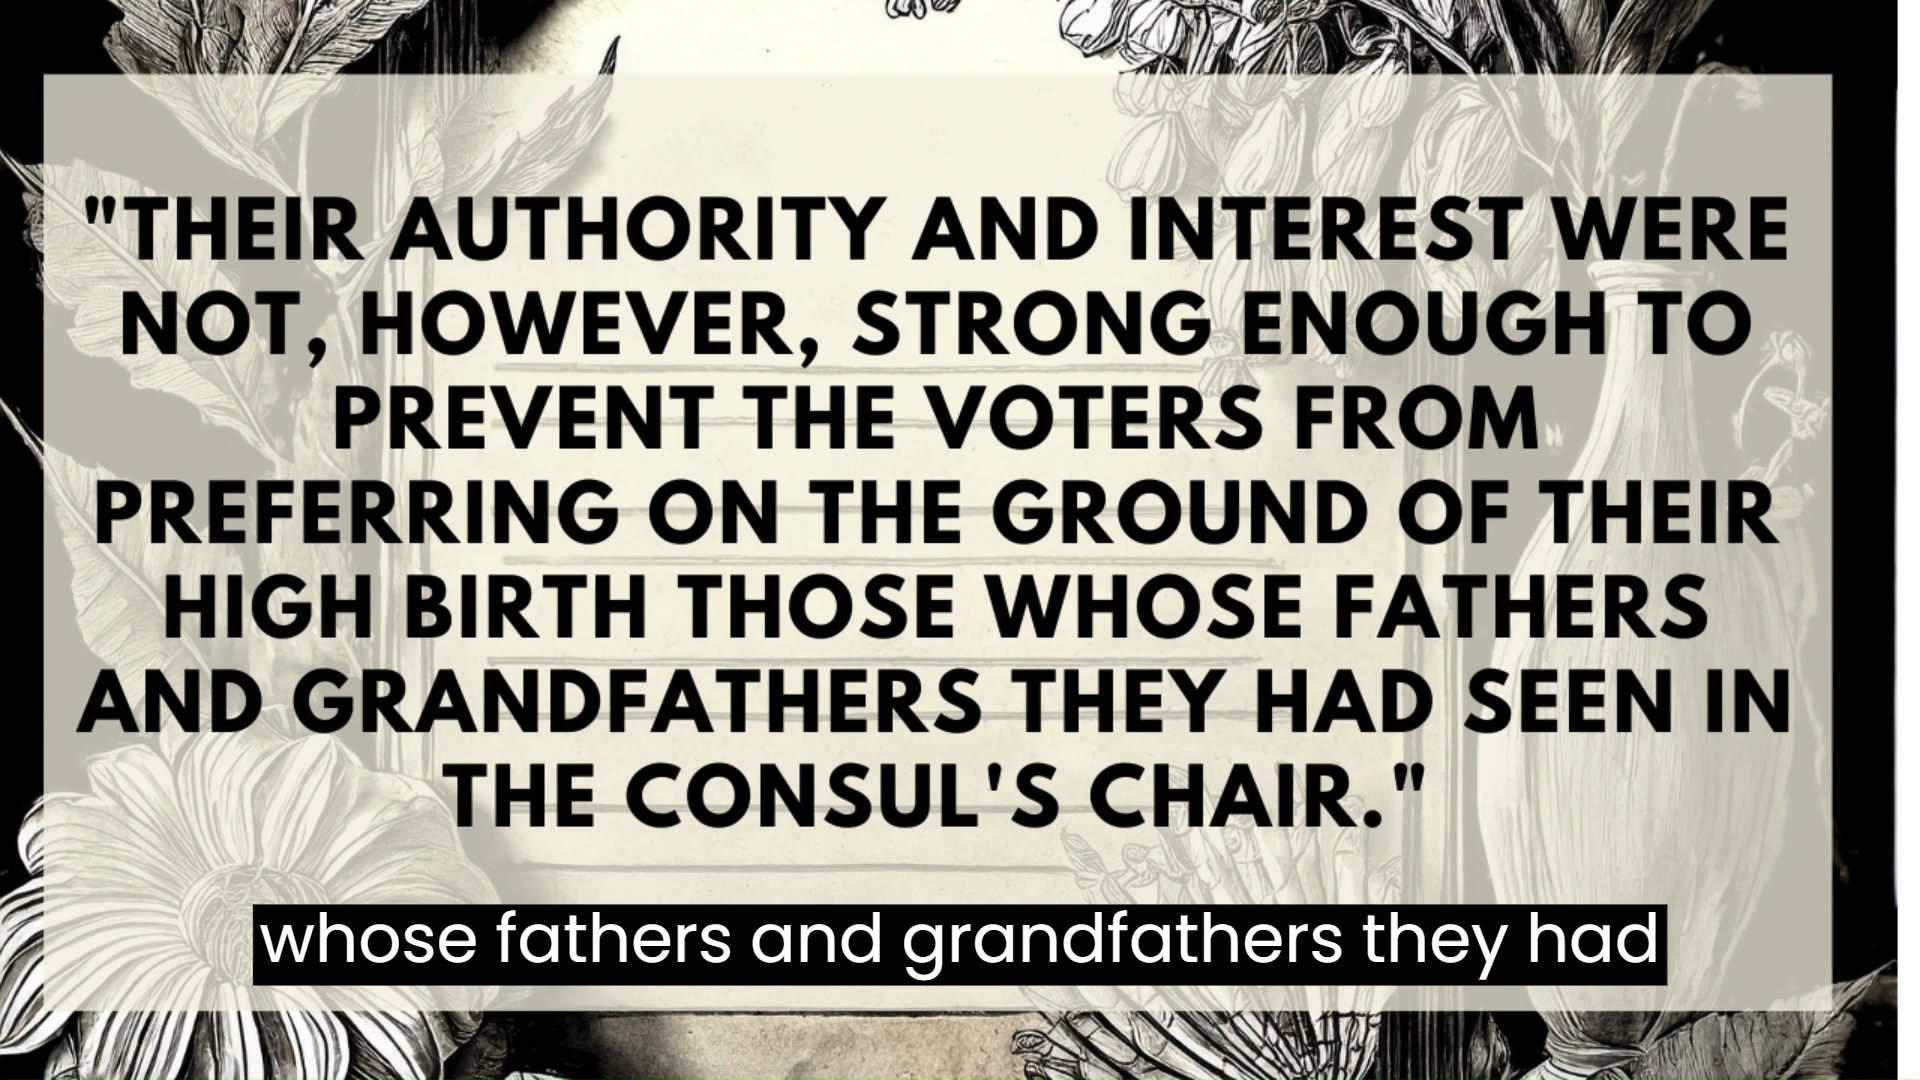 "THEIR AUTHORITY AND INTEREST WERE
NOT, HOWEVER, STRONG ENOUGH TO
PREVENT THE VOTERS FROM
PREFERRING ON THE GROUND OF THEIR
HIGH BIRTH THOSE WHOSE FATHERS
AND GRANDFATHERS THEY HAD SEEN IN
THE CONSUL'S CHAIR."
whose fathers and grandfathers they had